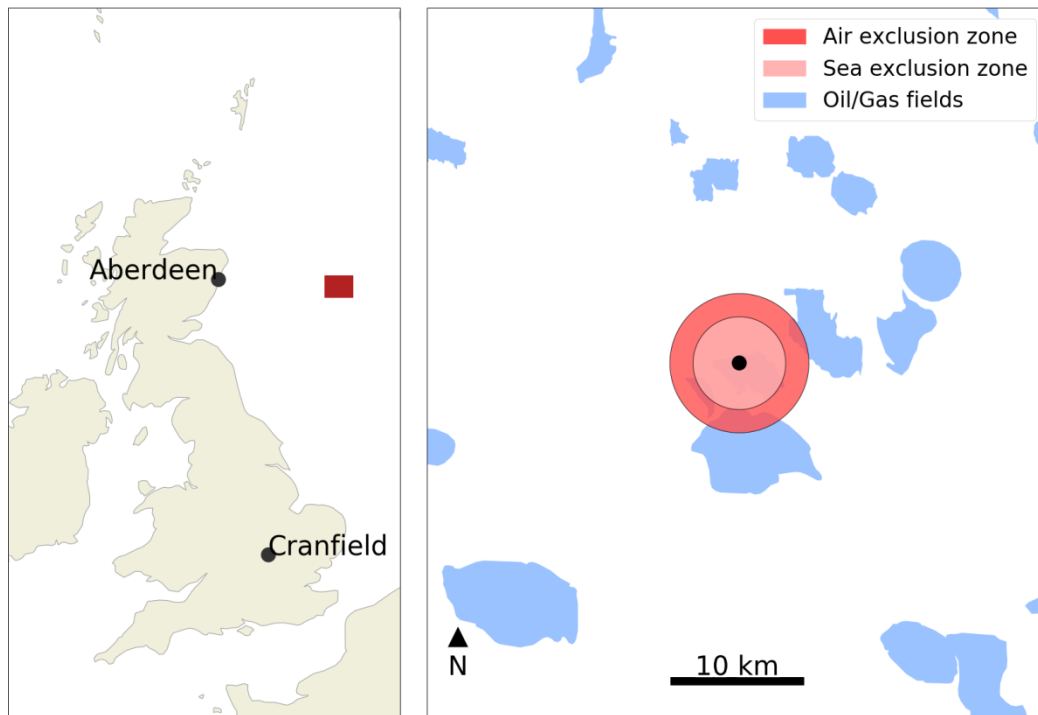 Aberdeen
Cranfield
Air exclusion zone
Sea exclusion zone
Oil/Gas fields
N
10 km